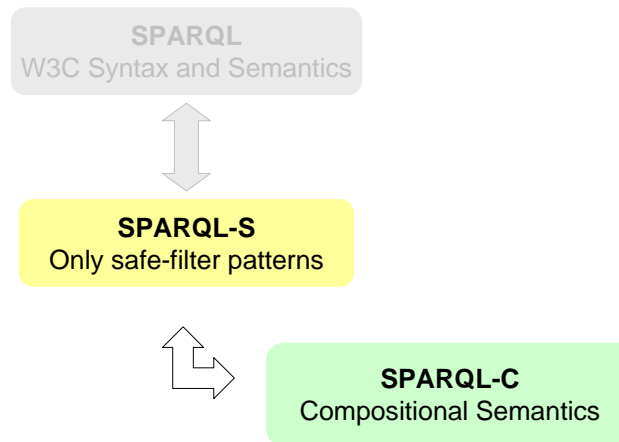 SPARQL
W3C Syntax and Semantics
SPARQL-S
Only safe-filter patterns
SPARQL-C
Compositional Semantics